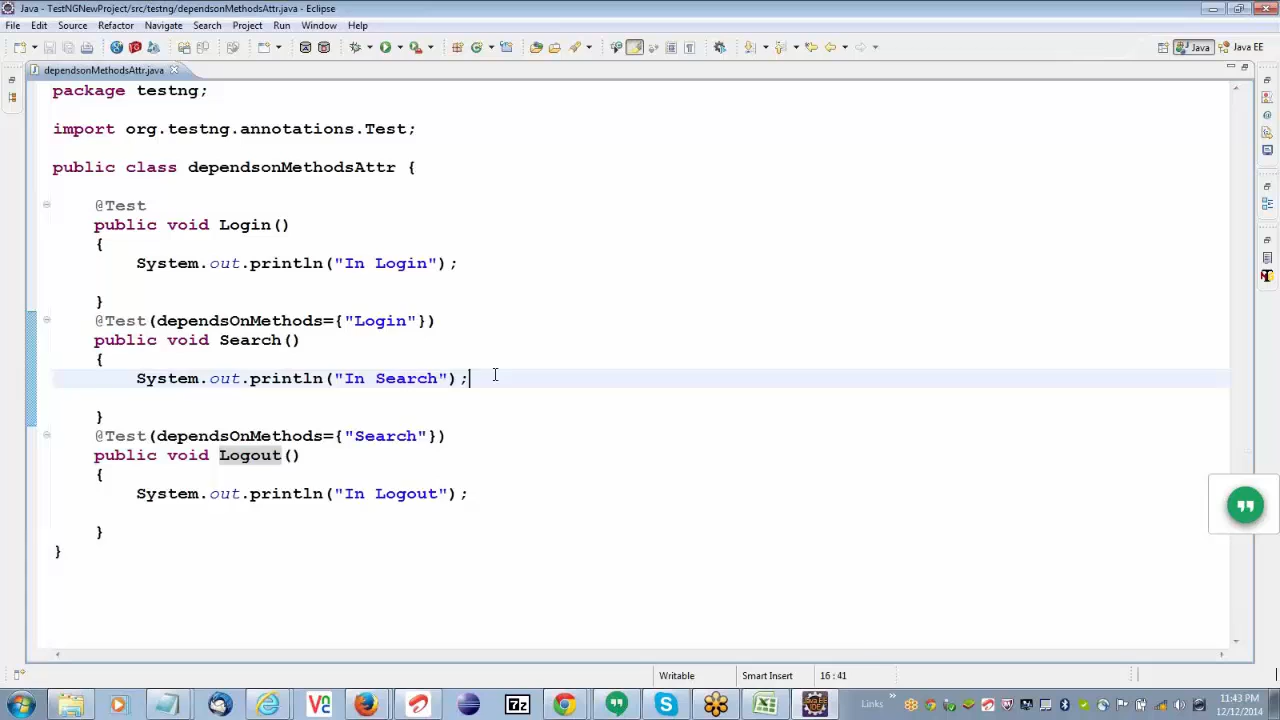 Java - TestNGNewProject/src/testng/dependsonMethodsAttr.java - Eclipse
File Edit Source Refactor Navigate Search Project Run Window Help
Java Java EE
dependsonMethodsAttr.java
package testng;
import org.testng.annotations.Test;
public class dependsonMethodsAttr {
@Test
public void Login()
{
System.out.println("In Login");
}
@Test(dependsOnMethods={"Login"})
public void Search()
{
System.out.println("In Search");
}
@Test(dependsOnMethods={"Search"})
public void Logout()
{
System.out.println("In Logout");
}
}
Writable Smart Insert 16:41
7z
Links
11:43 PM
12/12/2014